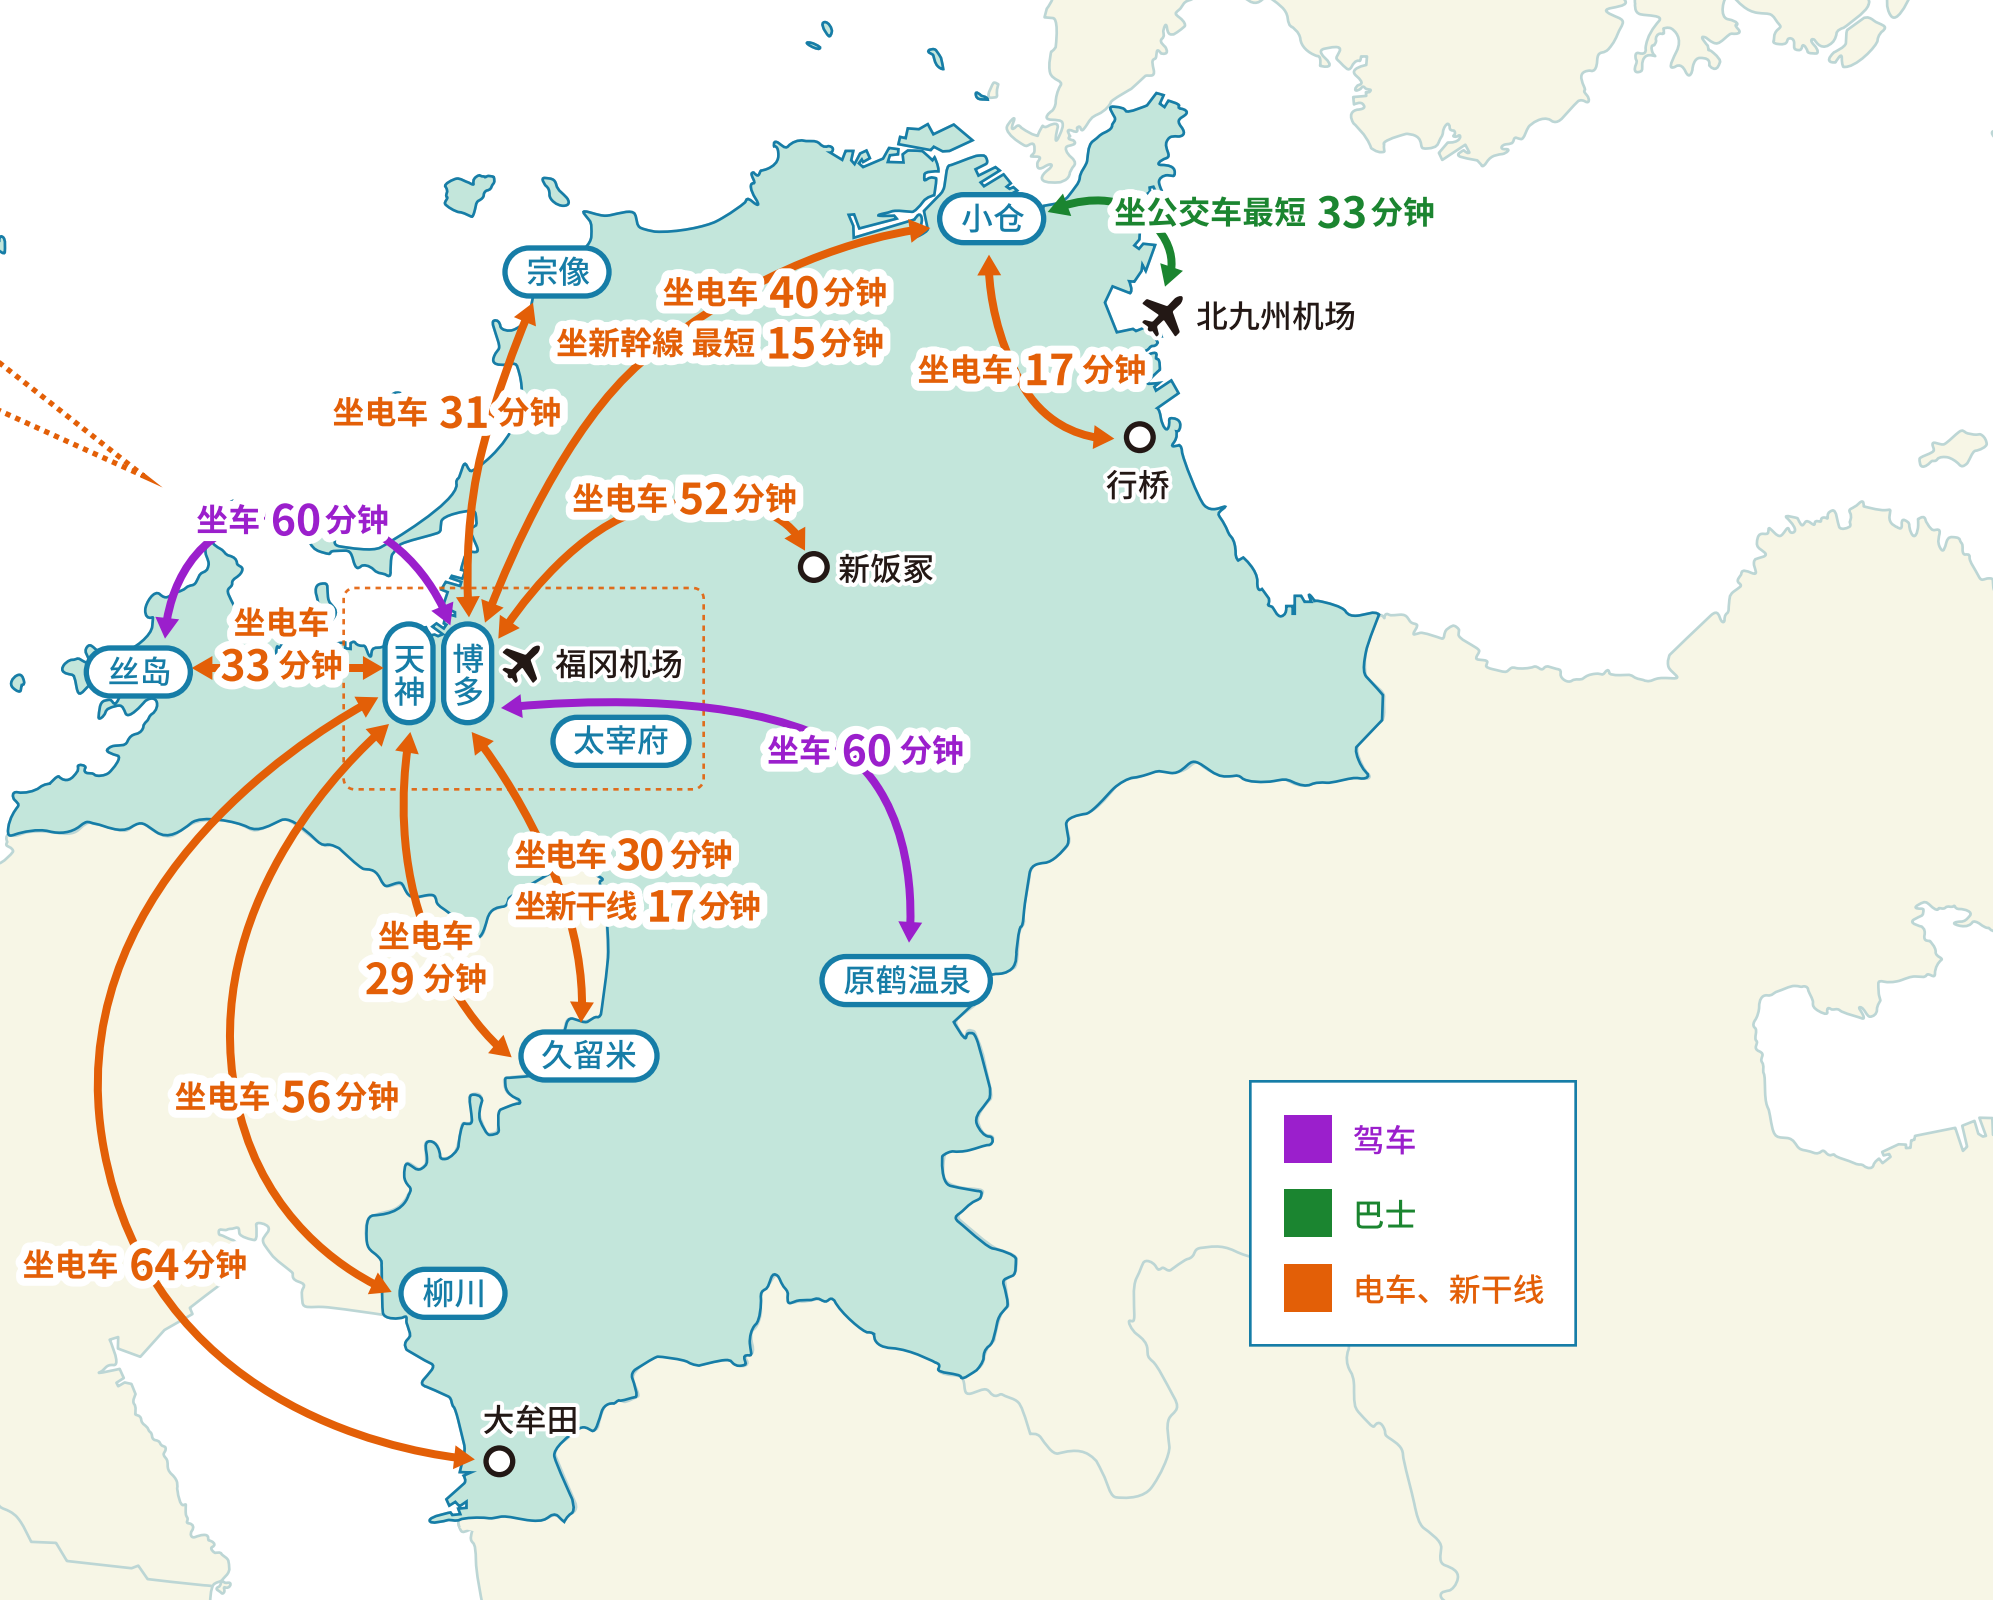 小仓
坐公交车最短 33 分钟
宗像
坐电车 40 分钟
北九州机场
坐新幹線 最短 15 分钟
坐电车 17 分钟
坐电车 31 分钟
行桥
坐电车 52 分钟
坐车 60 分钟
新饭冢
坐电车
33 分钟
丝岛
天神
博多
福冈机场
太宰府
坐车 60 分钟
坐电车 30 分钟
坐新干线 17 分钟
坐电车
29 分钟
原鹤温泉
久留米
坐电车 56 分钟
驾车
巴士
电车、新干线
坐电车 64 分钟
柳川
大牟田